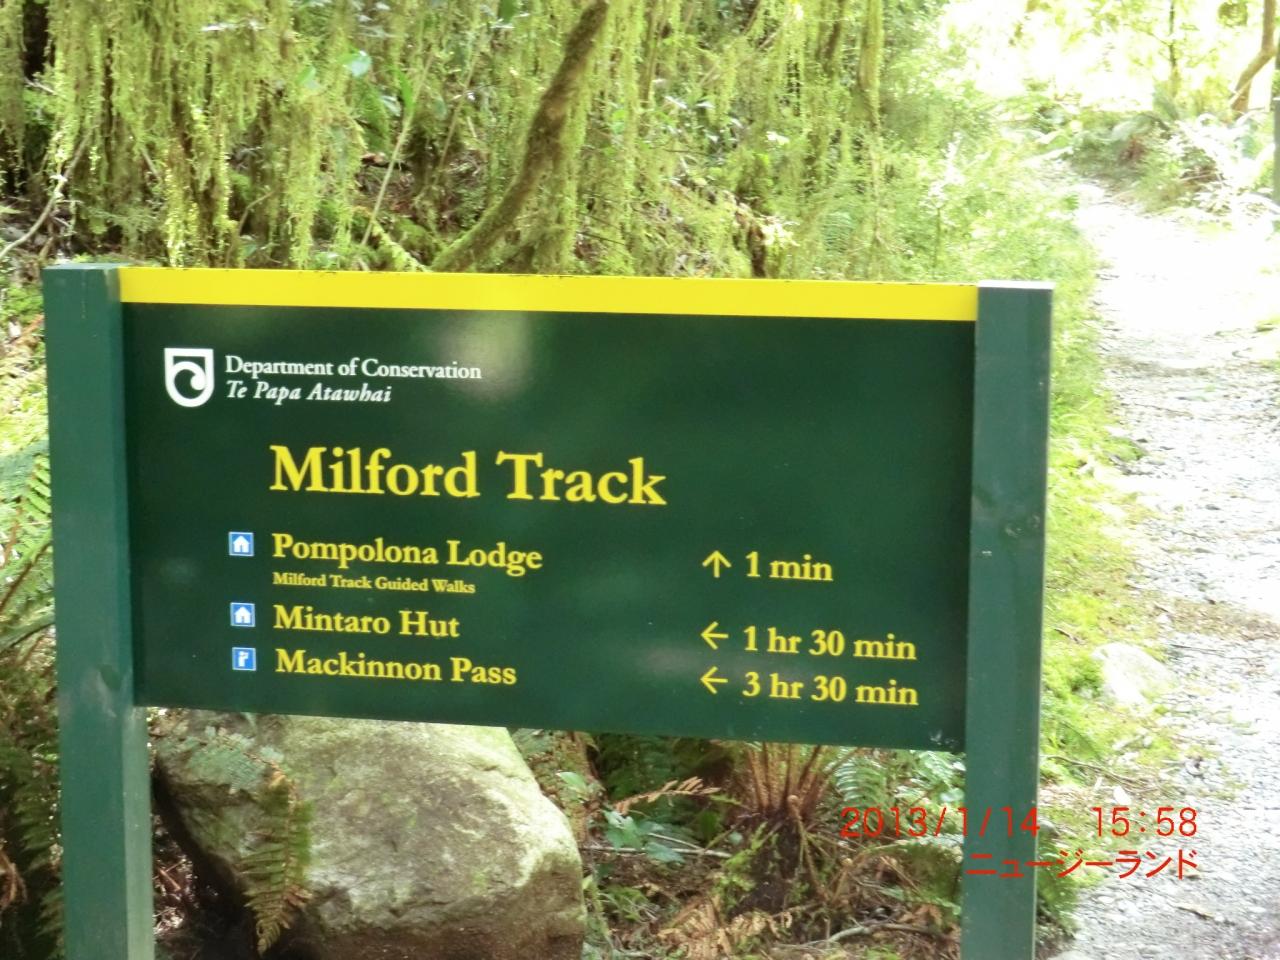 Department of Conservation
Te Papa Atawhai
Milford Track
Pompolona Lodge ↑ 1 min
Milford Track Guided Walks
Mintaro Hut ← 1 hr 30 min
Mackinnon Pass ← 3 hr 30 min
2013/1/14 15:58
ニュージーランド